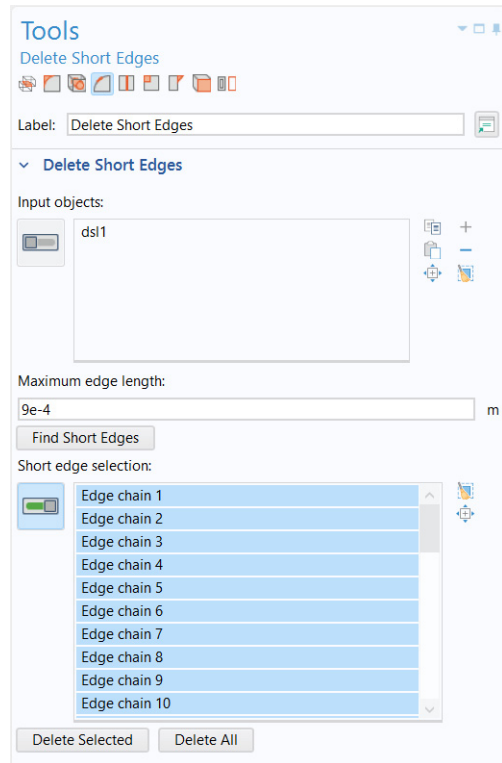 Tools
Delete Short Edges
Label: Delete Short Edges
Delete Short Edges
Input objects:
dsl1
Maximum edge length:
9e-4 m
Find Short Edges
Short edge selection:
Edge chain 1
Edge chain 2
Edge chain 3
Edge chain 4
Edge chain 5
Edge chain 6
Edge chain 7
Edge chain 8
Edge chain 9
Edge chain 10
Delete Selected Delete All